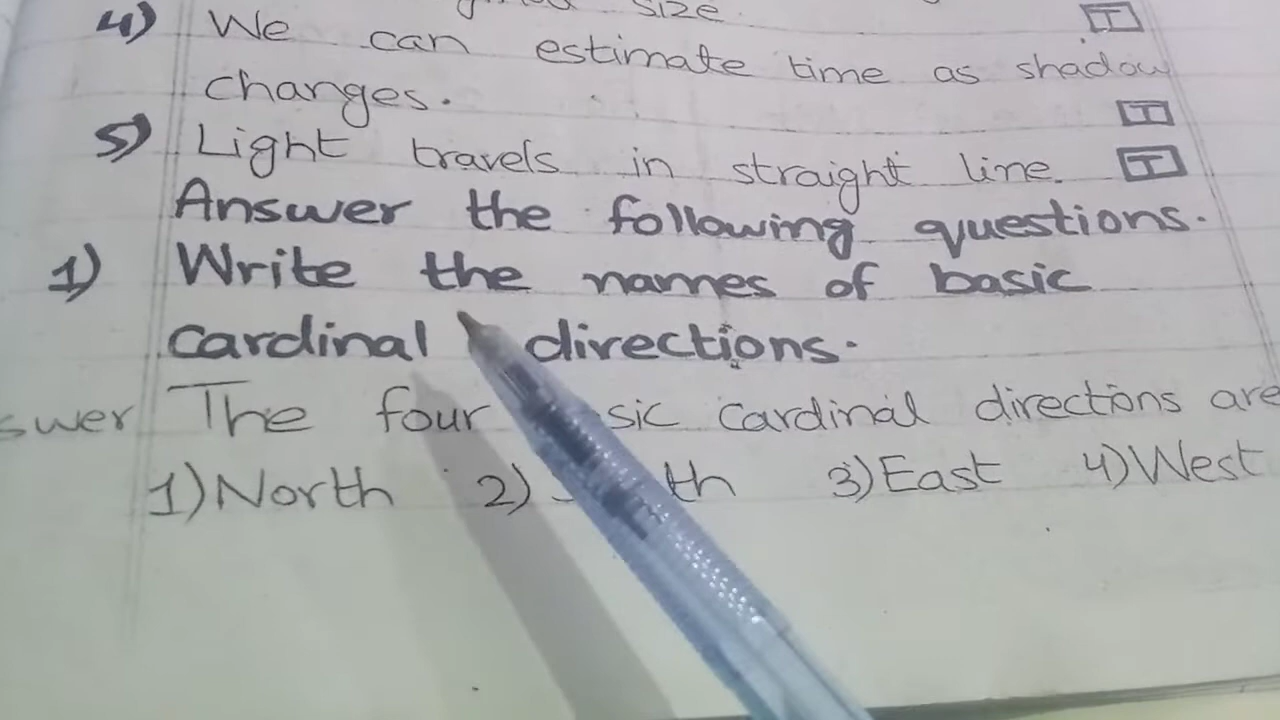 size. T
4) We can estimate time as shadow
changes. T
5) Light travels in straight line. T
Answer the following questions.
1) Write the names of basic
cardinal directions.
The four cardinal directions are
1) North 2) 3) East 4) West